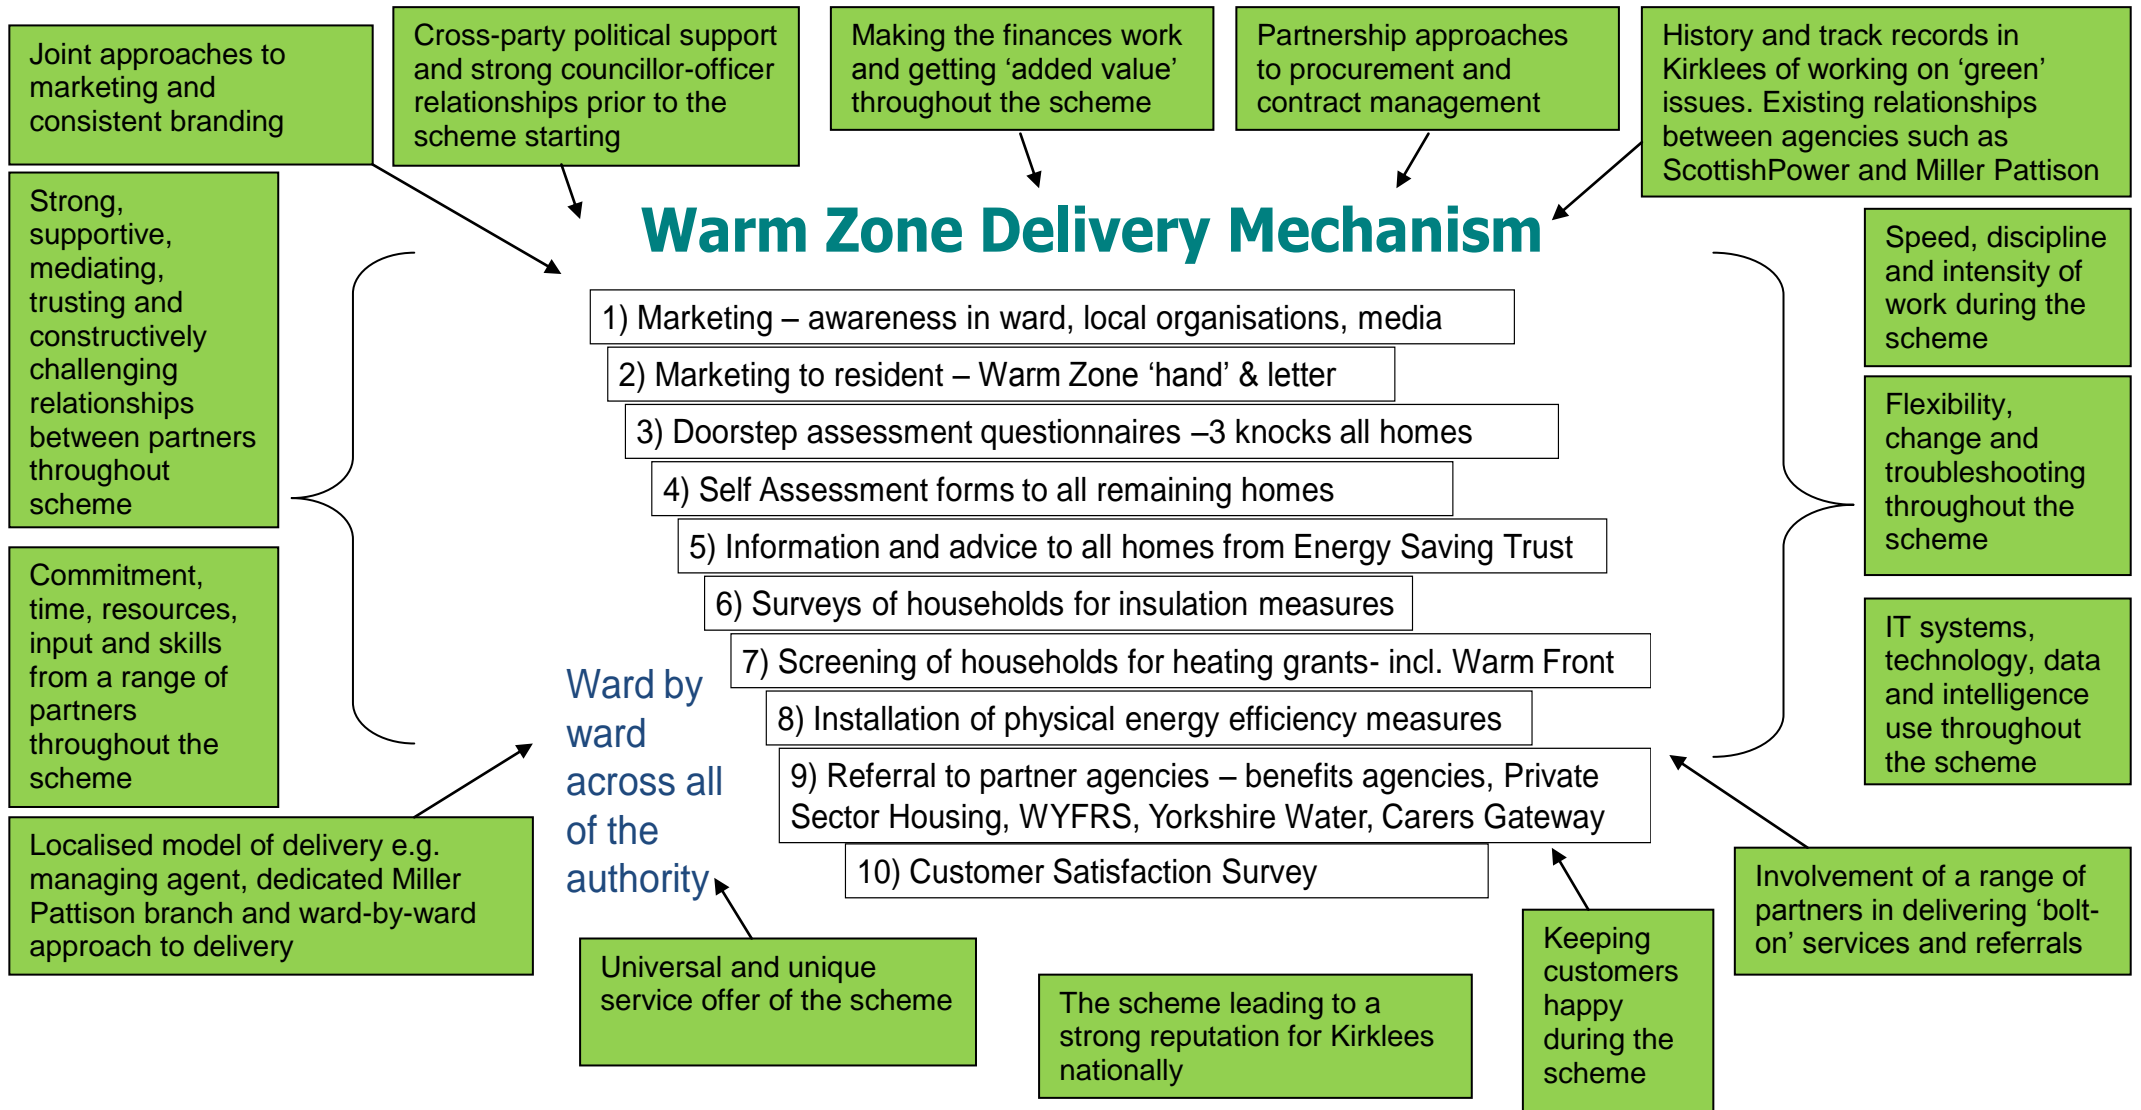 Joint approaches to
marketing and
consistent branding
Cross-party political support
and strong councillor-officer
relationships prior to the
scheme starting
Making the finances work
and getting ‘added value’
throughout the scheme
Partnership approaches
to procurement and
contract management
History and track records in
Kirklees of working on ‘green’
issues. Existing relationships
between agencies such as
ScottishPower and Miller Pattison
Strong,
supportive,
mediating,
trusting and
constructively
challenging
relationships
between partners
throughout
scheme
Commitment,
time, resources,
input and skills
from a range of
partners
throughout the
scheme
Localised model of delivery e.g.
managing agent, dedicated Miller
Pattison branch and ward-by-ward
approach to delivery
Warm Zone Delivery Mechanism
1) Marketing – awareness in ward, local organisations, media
2) Marketing to resident – Warm Zone ‘hand’ & letter
3) Doorstep assessment questionnaires –3 knocks all homes
4) Self Assessment forms to all remaining homes
5) Information and advice to all homes from Energy Saving Trust
6) Surveys of households for insulation measures
7) Screening of households for heating grants- incl. Warm Front
8) Installation of physical energy efficiency measures
9) Referral to partner agencies – benefits agencies, Private
Sector Housing, WYFRS, Yorkshire Water, Carers Gateway
10) Customer Satisfaction Survey
Ward by
ward
across all
of the
authority
Speed, discipline
and intensity of
work during the
scheme
Flexibility,
change and
troubleshooting
throughout the
scheme
IT systems,
technology, data
and intelligence
use throughout
the scheme
Universal and unique
service offer of the scheme
The scheme leading to a
strong reputation for Kirklees
nationally
Keeping
customers
happy
during the
scheme
Involvement of a range of
partners in delivering ‘bolt-
on’ services and referrals